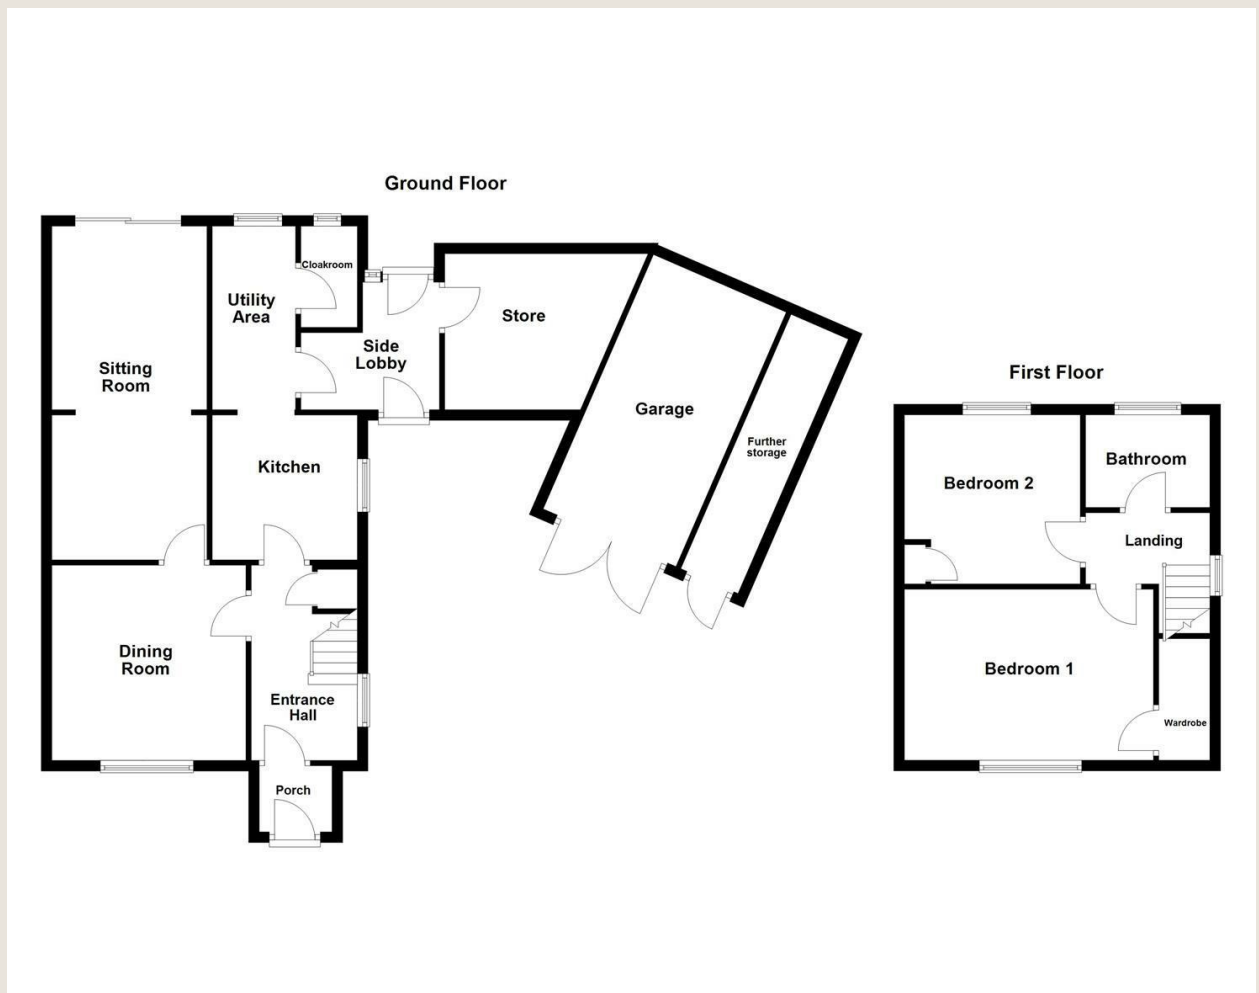 Ground Floor
Cloakroom
Utility
Area
Store
Side
Lobby
Sitting
Room
Garage
Further
storage
Kitchen
Dining
Room
Entrance
Hall
Porch
First Floor
Bathroom
Bedroom 2
Landing
Bedroom 1
Wardrobe